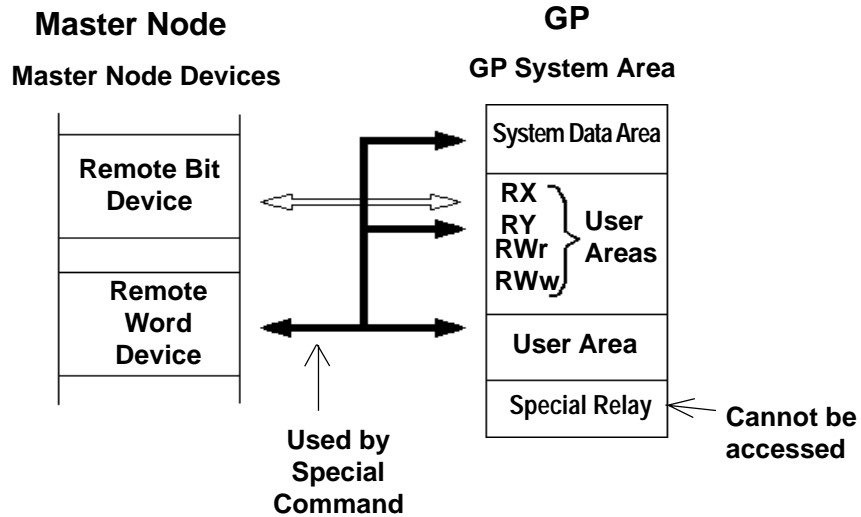 Master Node
GP
Master Node Devices
GP System Area
System Data Area
Remote Bit
Device
RX
RY
RWr
RWw
User
Areas
Remote
Word
Device
User Area
Special Relay
Cannot be
accessed
Used by
Special
Command